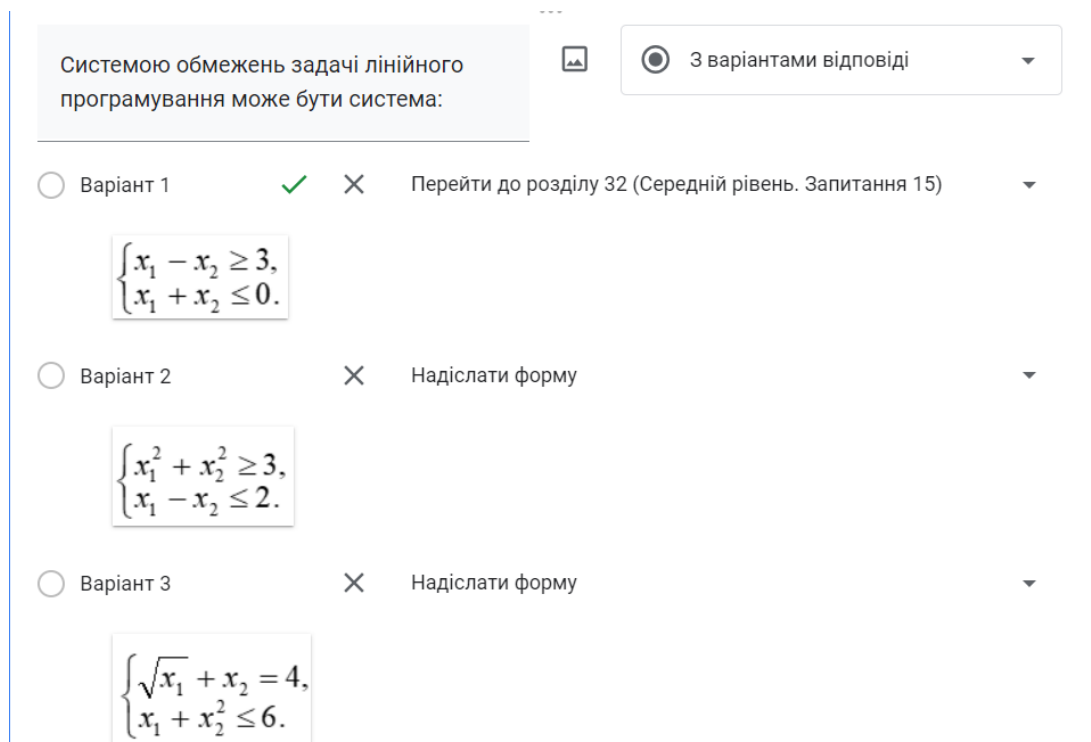 Системою обмежень задачі лінійного
програмування може бути система:
З варіантами відповіді
Варіант 1
Перейти до розділу 32 (Середній рівень. Запитання 15)
x₁ − x₂ ≥ 3,
x₁ + x₂ ≤ 0.
Варіант 2
Надіслати форму
x₁² + x₂² ≥ 3,
x₁ − x₂ ≤ 2.
Варіант 3
Надіслати форму
√x₁ + x₂ = 4,
x₁ + x₂² ≤ 6.